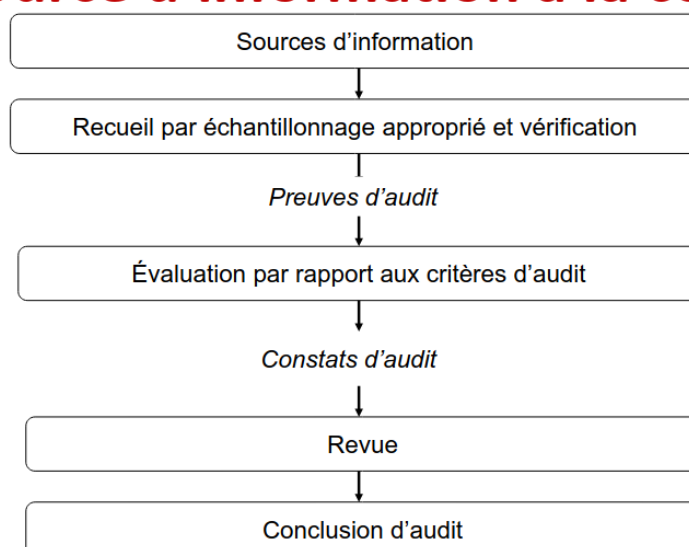 Sources d’information
Recueil par échantillonnage approprié et vérification
Preuves d’audit
Évaluation par rapport aux critères d’audit
Constats d’audit
Revue
Conclusion d’audit